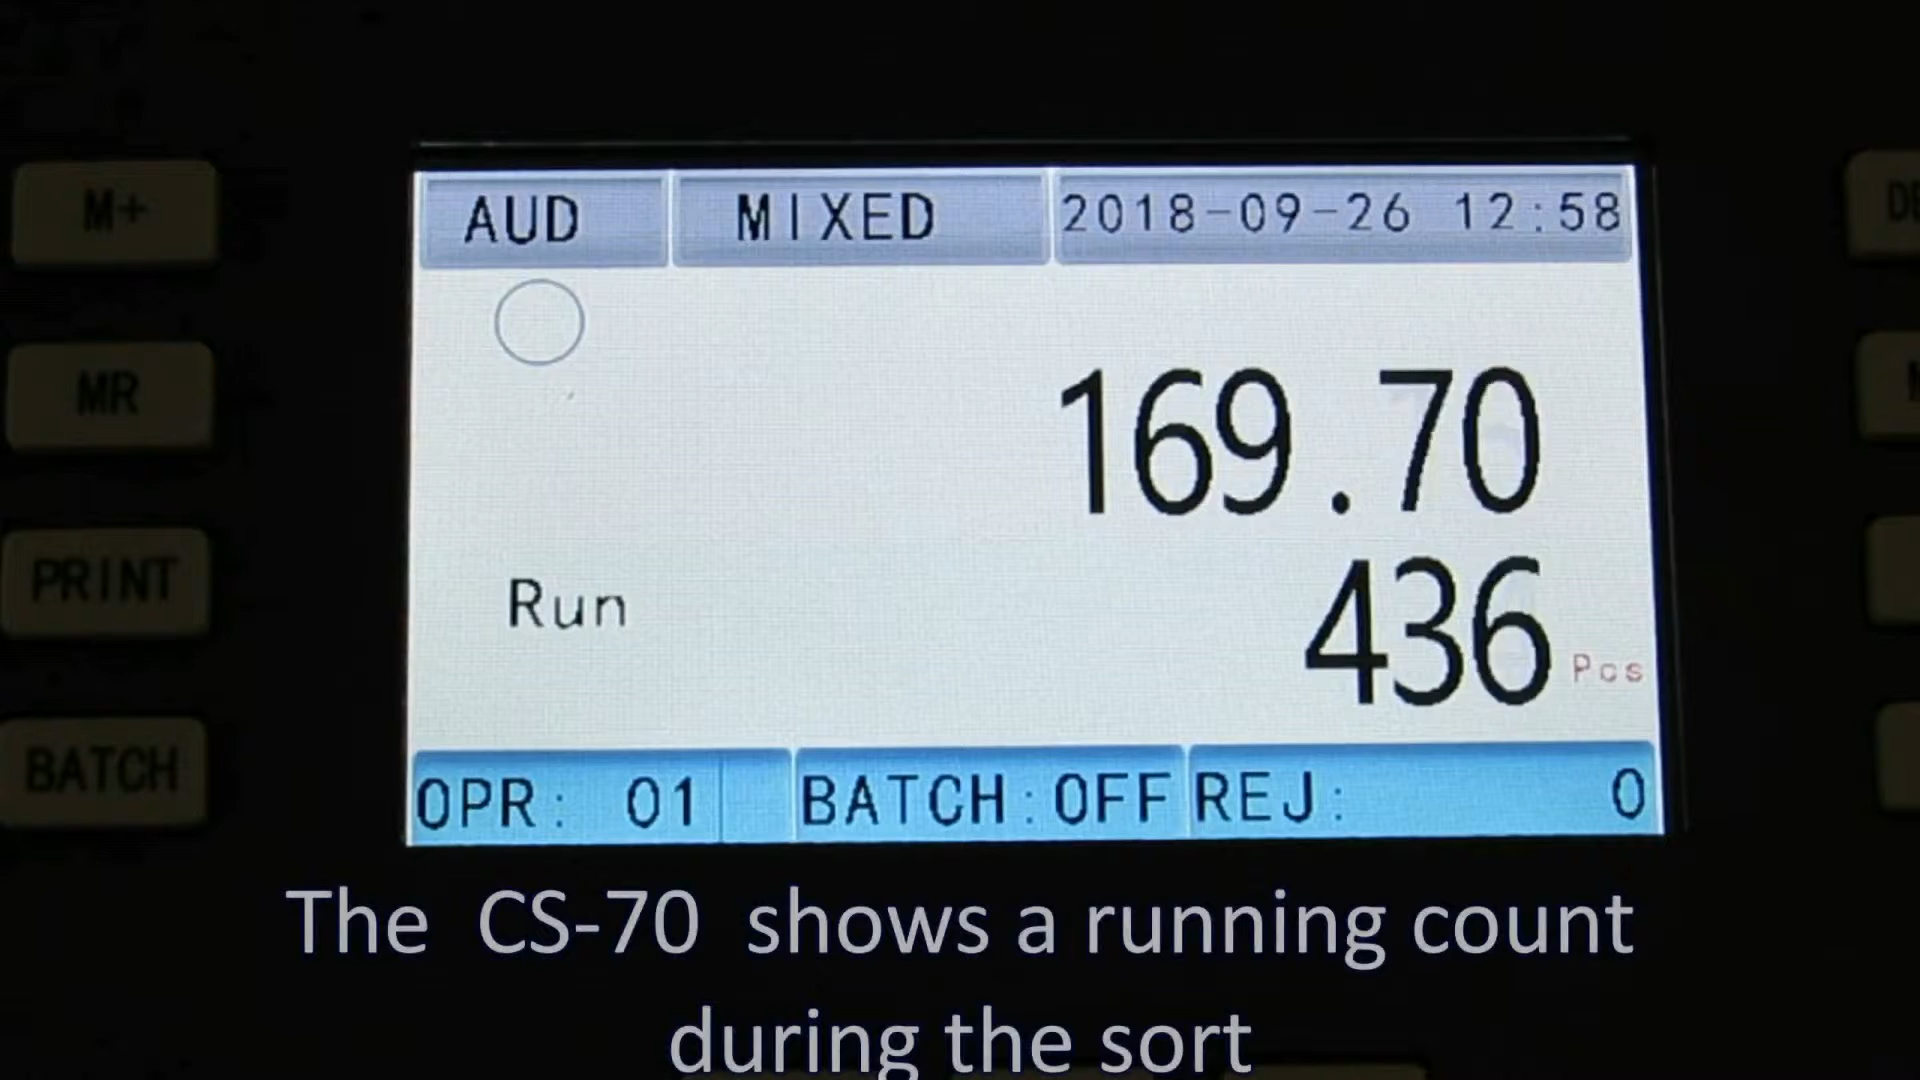 M+
MR
PRINT
BATCH
AUD MIXED 2018-09-26 12:58
169.70
Run 436 Pcs
OPR: 01 BATCH:OFF REJ: 0
The CS-70 shows a running count
during the sort